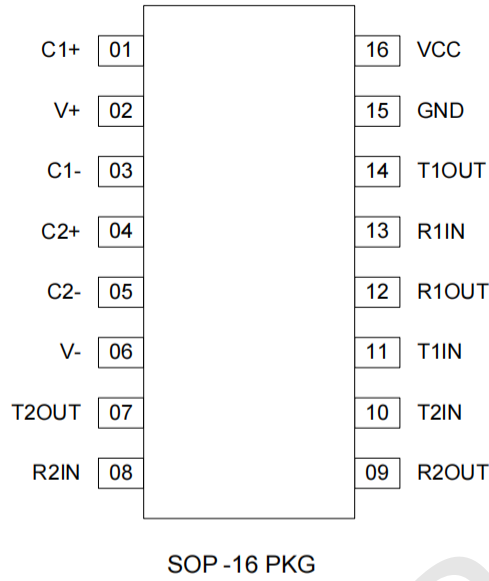 C1+ 01 16 VCC
V+ 02 15 GND
C1- 03 14 T1OUT
C2+ 04 13 R1IN
C2- 05 12 R1OUT
V- 06 11 T1IN
T2OUT 07 10 T2IN
R2IN 08 09 R2OUT
SOP -16 PKG